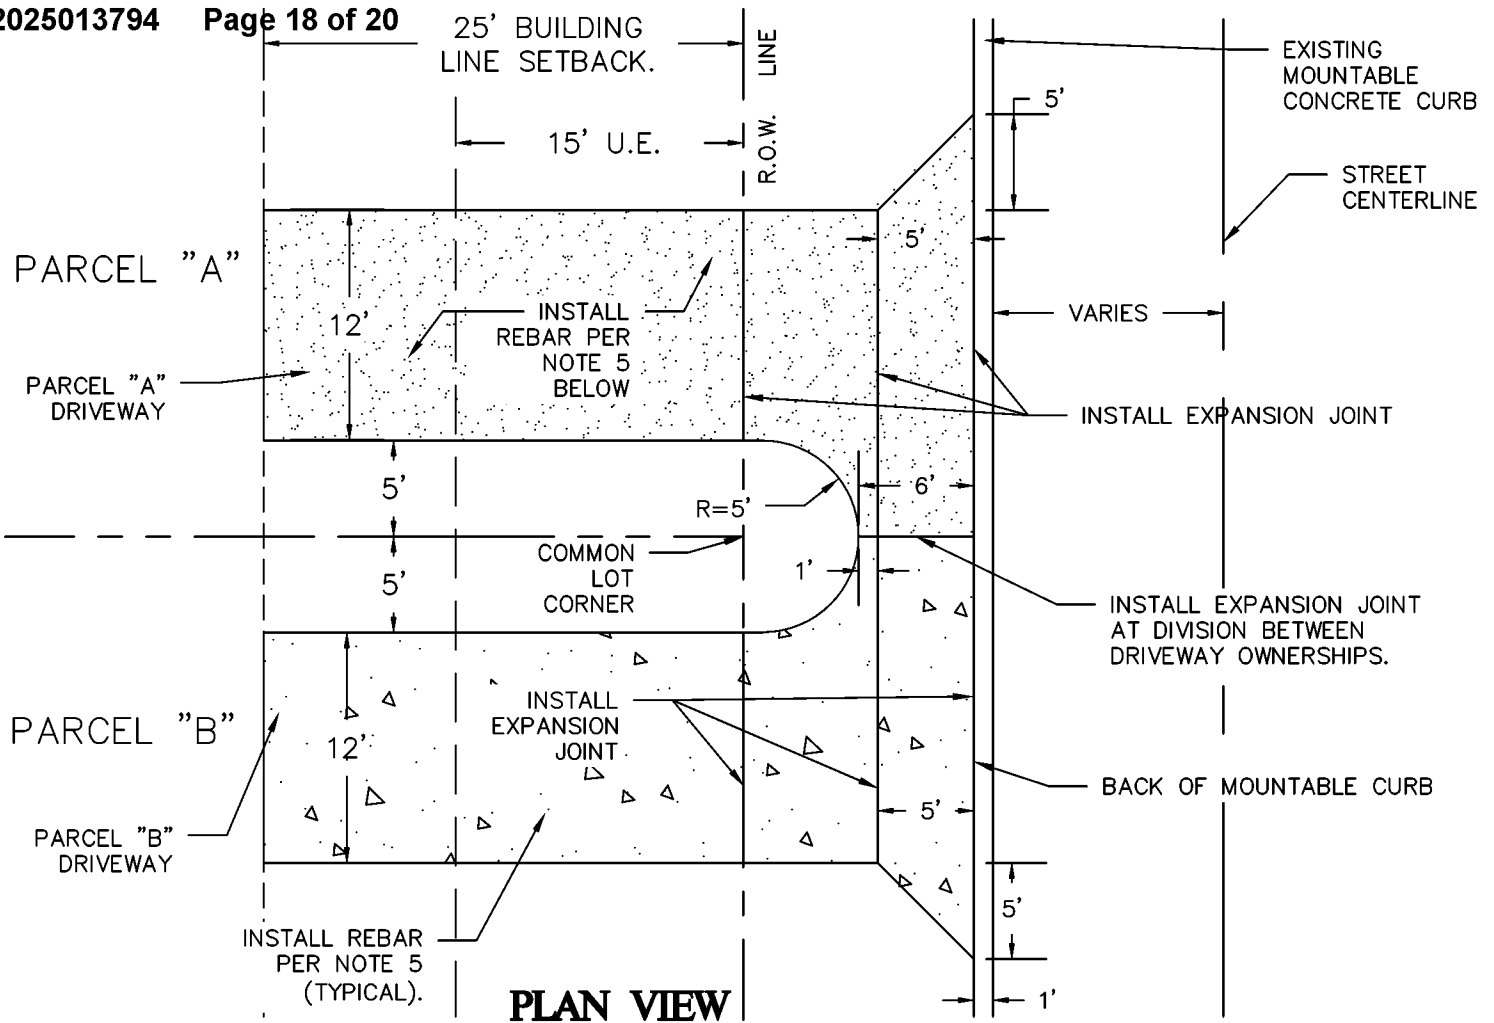 2025013794 Page 18 of 20
25' BUILDING
LINE SETBACK.
R.O.W. LINE
15' U.E.
EXISTING
MOUNTABLE
CONCRETE CURB
5'
STREET
CENTERLINE
PARCEL "A"
5'
12'
INSTALL
REBAR PER
NOTE 5
BELOW
VARIES
PARCEL "A"
DRIVEWAY
INSTALL EXPANSION JOINT
5'
R=5'
6'
COMMON
LOT
CORNER
5'
1'
INSTALL EXPANSION JOINT
AT DIVISION BETWEEN
DRIVEWAY OWNERSHIPS.
PARCEL "B"
12'
INSTALL
EXPANSION
JOINT
BACK OF MOUNTABLE CURB
5'
PARCEL "B"
DRIVEWAY
5'
INSTALL REBAR
PER NOTE 5
(TYPICAL).
1'
PLAN VIEW